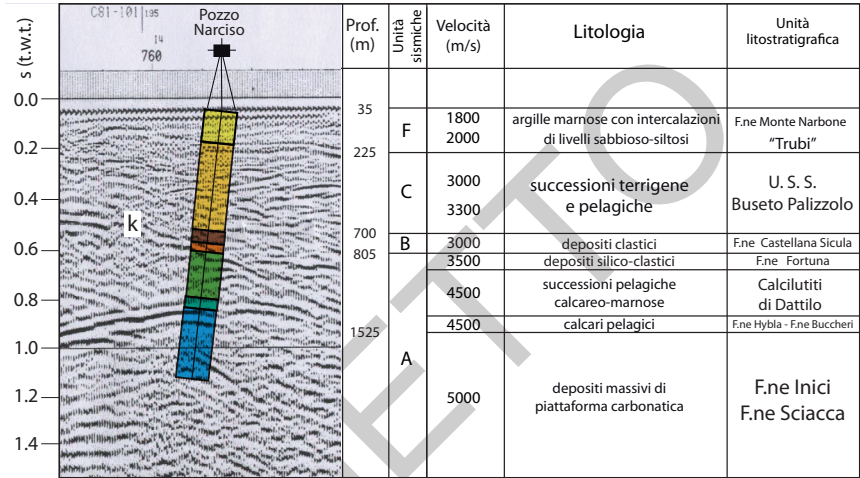 C81-101 195
14
760
Pozzo
Narciso
s (t.w.t.)
0.0
0.2
0.4
0.6
0.8
1.0
1.2
1.4
k
Prof.
(m)
35
225
700
805
1525
Unità
sismiche
F
C
B
A
Velocità
(m/s)
1800
2000
3000
3300
3000
3500
4500
4500
5000
Litologia
argille marnose con intercalazioni
di livelli sabbioso-siltosi
successioni terrigene
e pelagiche
depositi clastici
depositi silico-clastici
successioni pelagiche
calcareo-marnose
calcari pelagici
depositi massivi di
piattaforma carbonatica
Unità
litostratigrafica
F.ne Monte Narbone
"Trubi"
U. S. S.
Buseto Palizzolo
F.ne Castellana Sicula
F.ne Fortuna
Calcilutiti
di Dattilo
F.ne Hybla - F.ne Buccheri
F.ne Inici
F.ne Sciacca
ETTO